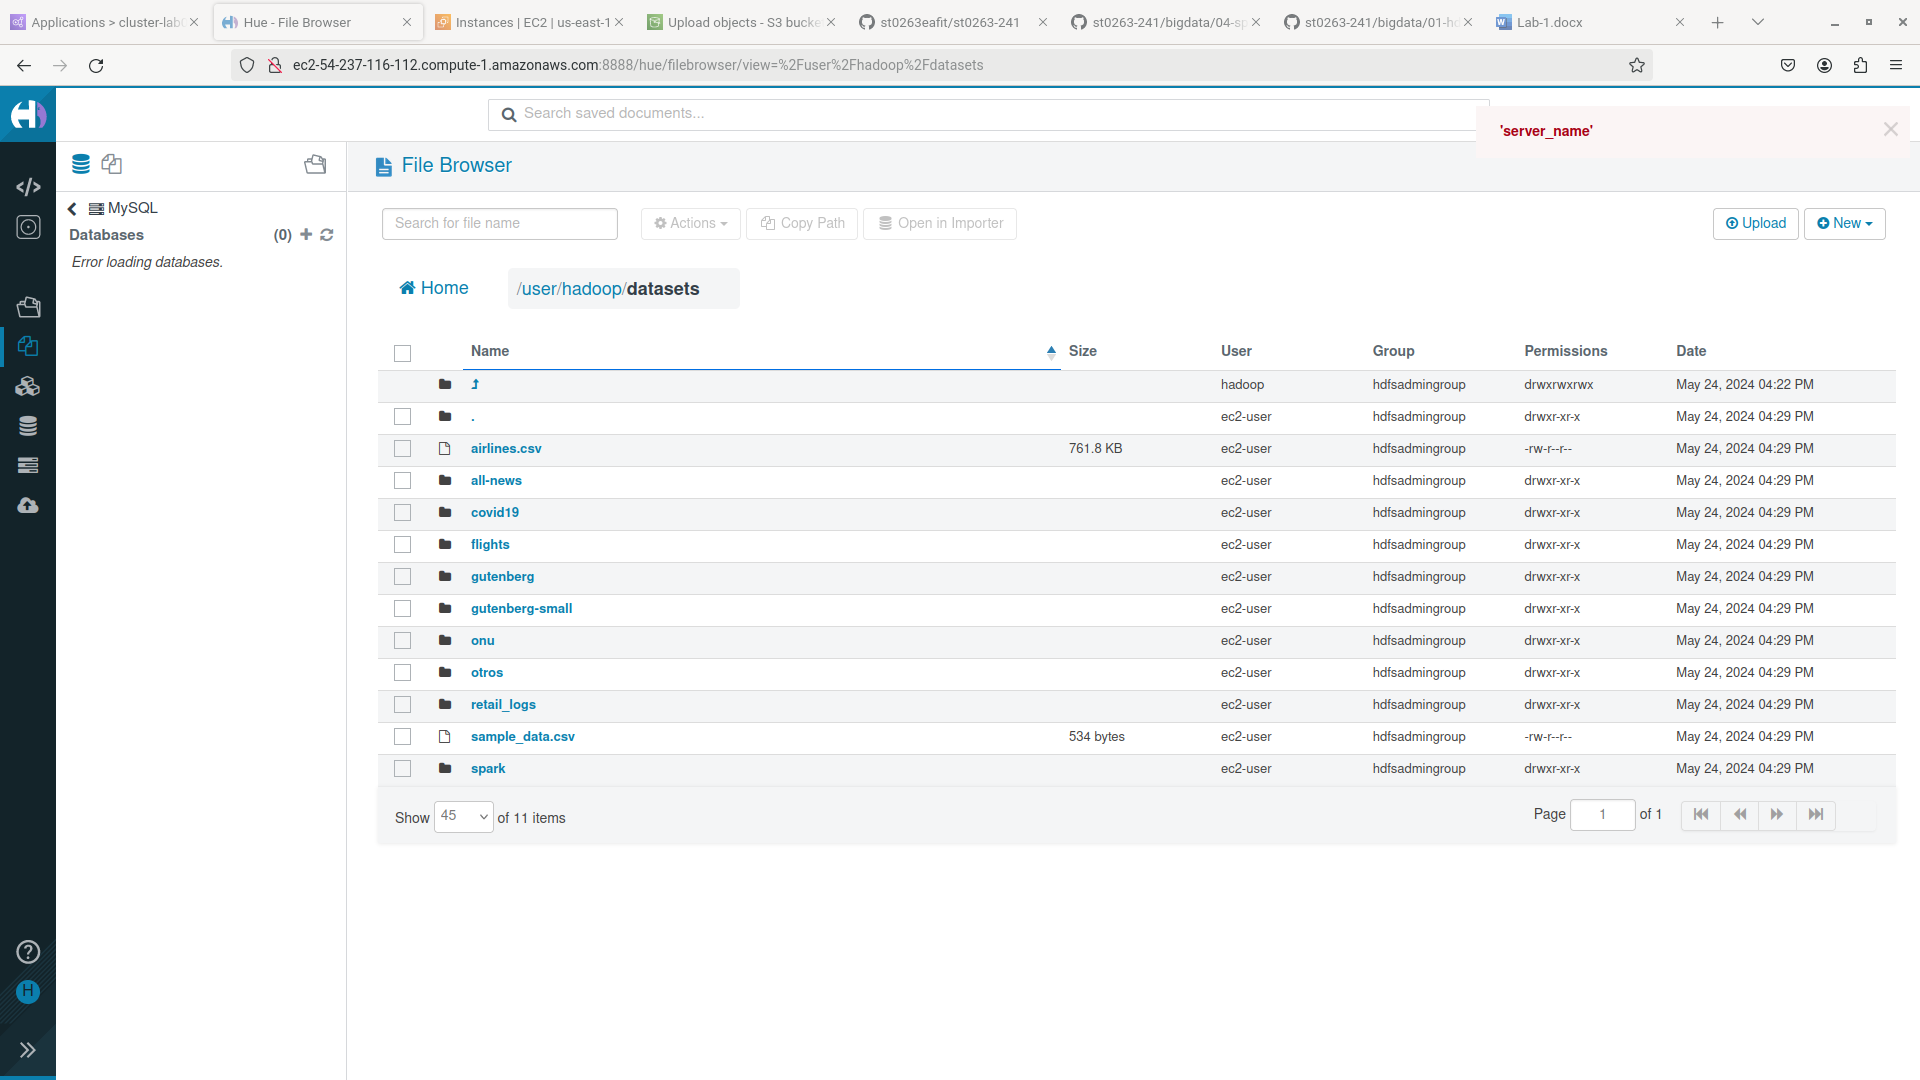 Applications > cluster-lab
Hue - File Browser
Instances | EC2 | us-east-1
Upload objects - S3 bucke
st0263eafit/st0263-241
st0263-241/bigdata/04-sp
st0263-241/bigdata/01-hd
Lab-1.docx
ec2-54-237-116-112.compute-1.amazonaws.com:8888/hue/filebrowser/view=%2Fuser%2Fhadoop%2Fdatasets
Search saved documents...
'server_name'
File Browser
MySQL
Databases (0)
Error loading databases.
Search for file name
Actions
Copy Path
Open in Importer
Upload
New
Home
/user/hadoop/datasets
Name Size User Group Permissions Date
hadoop hdfsadmingroup drwxrwxrwx May 24, 2024 04:22 PM
. ec2-user hdfsadmingroup drwxr-xr-x May 24, 2024 04:29 PM
airlines.csv 761.8 KB ec2-user hdfsadmingroup -rw-r--r-- May 24, 2024 04:29 PM
all-news ec2-user hdfsadmingroup drwxr-xr-x May 24, 2024 04:29 PM
covid19 ec2-user hdfsadmingroup drwxr-xr-x May 24, 2024 04:29 PM
flights ec2-user hdfsadmingroup drwxr-xr-x May 24, 2024 04:29 PM
gutenberg ec2-user hdfsadmingroup drwxr-xr-x May 24, 2024 04:29 PM
gutenberg-small ec2-user hdfsadmingroup drwxr-xr-x May 24, 2024 04:29 PM
onu ec2-user hdfsadmingroup drwxr-xr-x May 24, 2024 04:29 PM
otros ec2-user hdfsadmingroup drwxr-xr-x May 24, 2024 04:29 PM
retail_logs ec2-user hdfsadmingroup drwxr-xr-x May 24, 2024 04:29 PM
sample_data.csv 534 bytes ec2-user hdfsadmingroup -rw-r--r-- May 24, 2024 04:29 PM
spark ec2-user hdfsadmingroup drwxr-xr-x May 24, 2024 04:29 PM
Show 45 of 11 items
Page 1 of 1
H